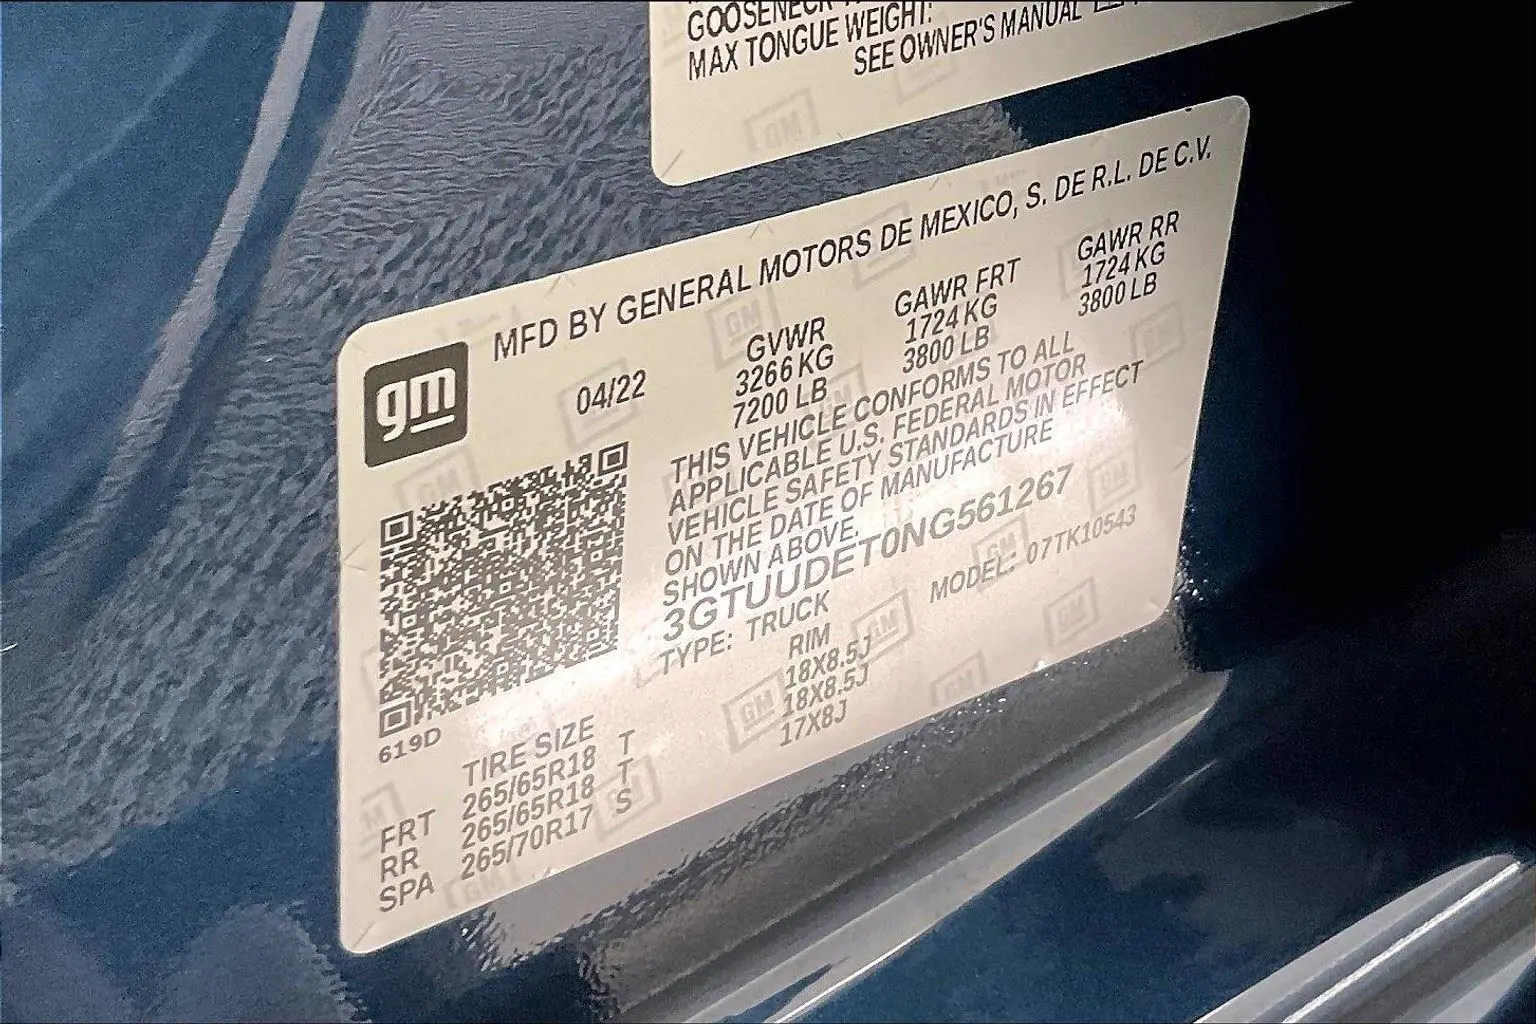 GOOSENECK
MAX TONGUE WEIGHT:
SEE OWNER'S MANUAL
MFD BY GENERAL MOTORS DE MEXICO, S. DE R.L. DE C.V.
gm
04/22
GVWR GAWR FRT GAWR RR
3266 KG 1724 KG 1724 KG
7200 LB 3800 LB 3800 LB
THIS VEHICLE CONFORMS TO ALL
APPLICABLE U.S. FEDERAL MOTOR
VEHICLE SAFETY STANDARDS IN EFFECT
ON THE DATE OF MANUFACTURE
SHOWN ABOVE.
3GTUUDET0NG561267
TYPE: TRUCK MODEL: 07TK10543
619D
TIRE SIZE RIM
FRT 265/65R18 T 18X8.5J
RR 265/65R18 T 18X8.5J
SPA 265/70R17 S 17X8J